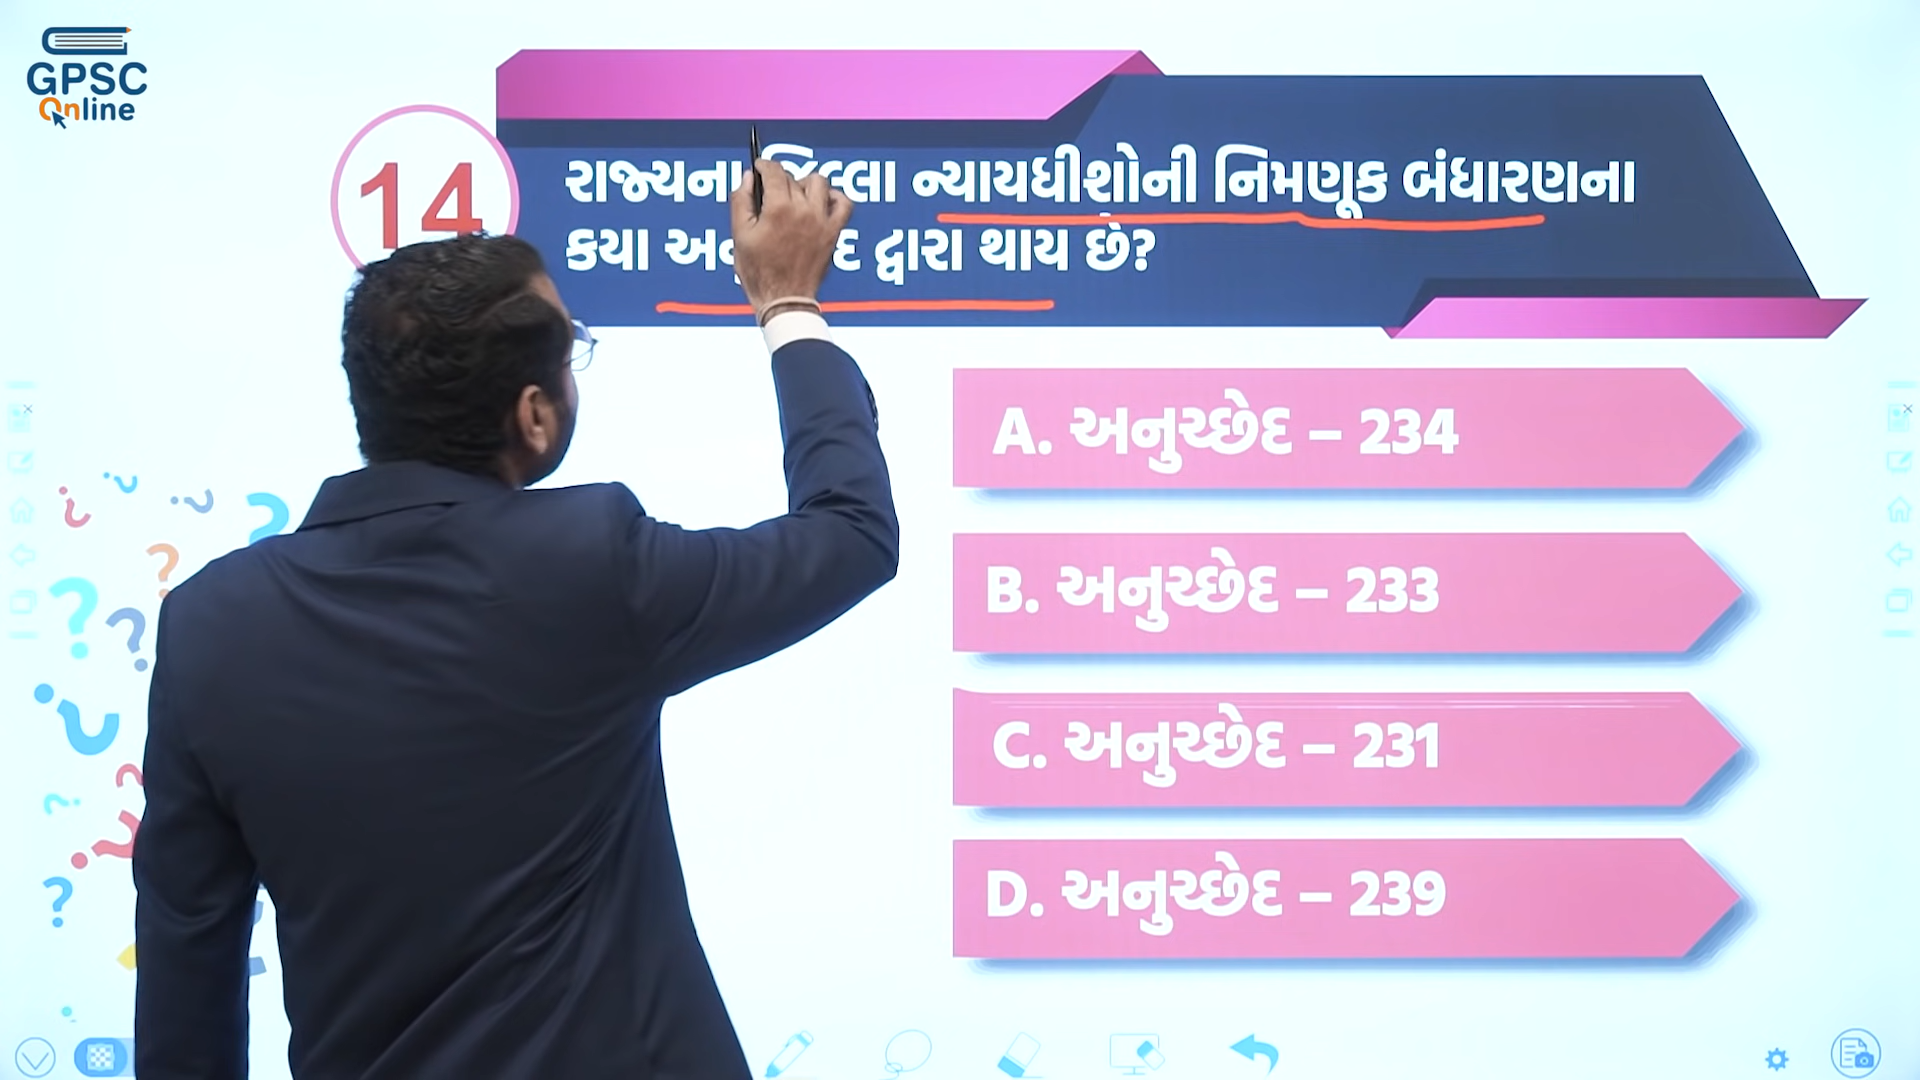 GPSC
Online
14
રાજ્યના જિલ્લા ન્યાયધીશોની નિમણૂક બંધારણના
કયા દ્વારા થાય છે?
A. અનુચ્છેદ – 234
B. અનુચ્છેદ – 233
C. અનુચ્છેદ – 231
D. અનુચ્છેદ – 239